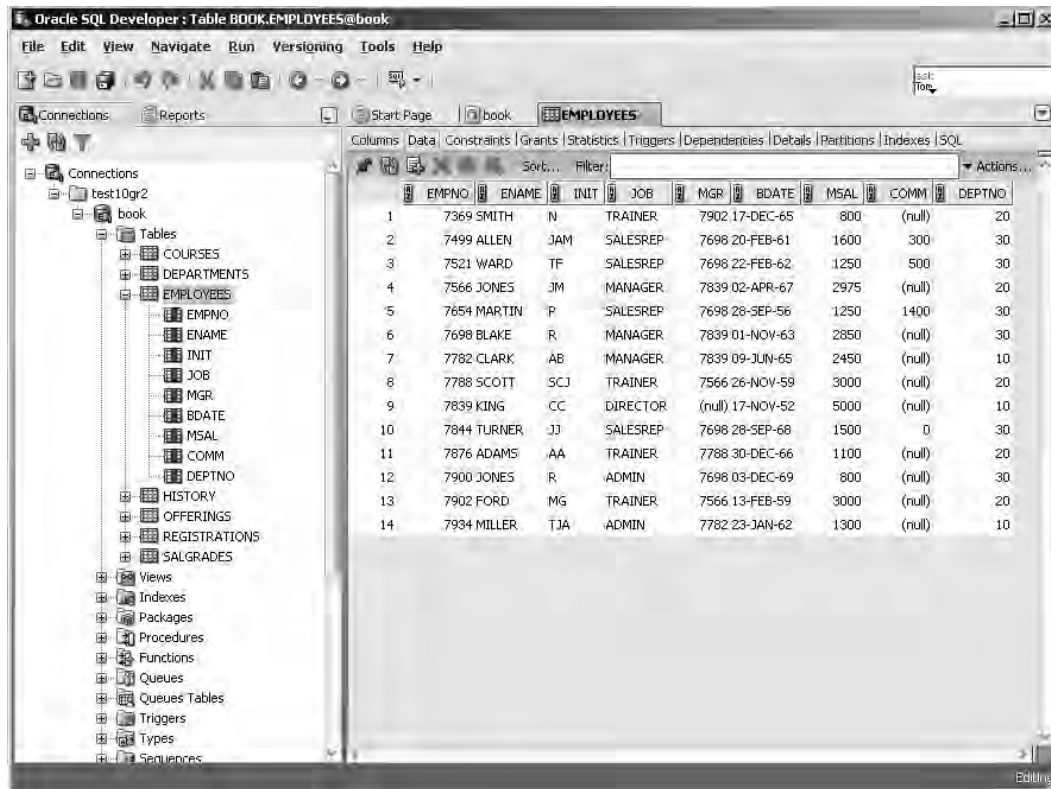 Oracle SQL Developer : Table BOOK.EMPLOYEES@book
File Edit View Navigate Run Versioning Tools Help
Connections Reports
Start Page book EMPLOYEES
Columns Data Constraints Grants Statistics Triggers Dependencies Details Partitions Indexes SQL
Sort... Filter: Actions...
Connections
test10gr2
book
Tables
COURSES
DEPARTMENTS
EMPLOYEES
EMPNO
ENAME
INIT
JOB
MGR
BDATE
MSAL
COMM
DEPTNO
HISTORY
OFFERINGS
REGISTRATIONS
SALGRADES
Views
Indexes
Packages
Procedures
Functions
Queues
Queues Tables
Triggers
Types
Sequences
EMPNO ENAME INIT JOB MGR BDATE MSAL COMM DEPTNO
1 7369 SMITH N TRAINER 7902 17-DEC-65 800 (null) 20
2 7499 ALLEN JAM SALESREP 7698 20-FEB-61 1600 300 30
3 7521 WARD TF SALESREP 7698 22-FEB-62 1250 500 30
4 7566 JONES JM MANAGER 7839 02-APR-67 2975 (null) 20
5 7654 MARTIN P SALESREP 7698 28-SEP-56 1250 1400 30
6 7698 BLAKE R MANAGER 7839 01-NOV-63 2850 (null) 30
7 7782 CLARK AB MANAGER 7839 09-JUN-65 2450 (null) 10
8 7788 SCOTT SCJ TRAINER 7566 26-NOV-59 3000 (null) 20
9 7839 KING CC DIRECTOR (null) 17-NOV-52 5000 (null) 10
10 7844 TURNER JJ SALESREP 7698 28-SEP-68 1500 0 30
11 7876 ADAMS AA TRAINER 7788 30-DEC-66 1100 (null) 20
12 7900 JONES R ADMIN 7698 03-DEC-69 800 (null) 30
13 7902 FORD MG TRAINER 7566 13-FEB-59 3000 (null) 20
14 7934 MILLER TJA ADMIN 7782 23-JAN-62 1300 (null) 10
Editing